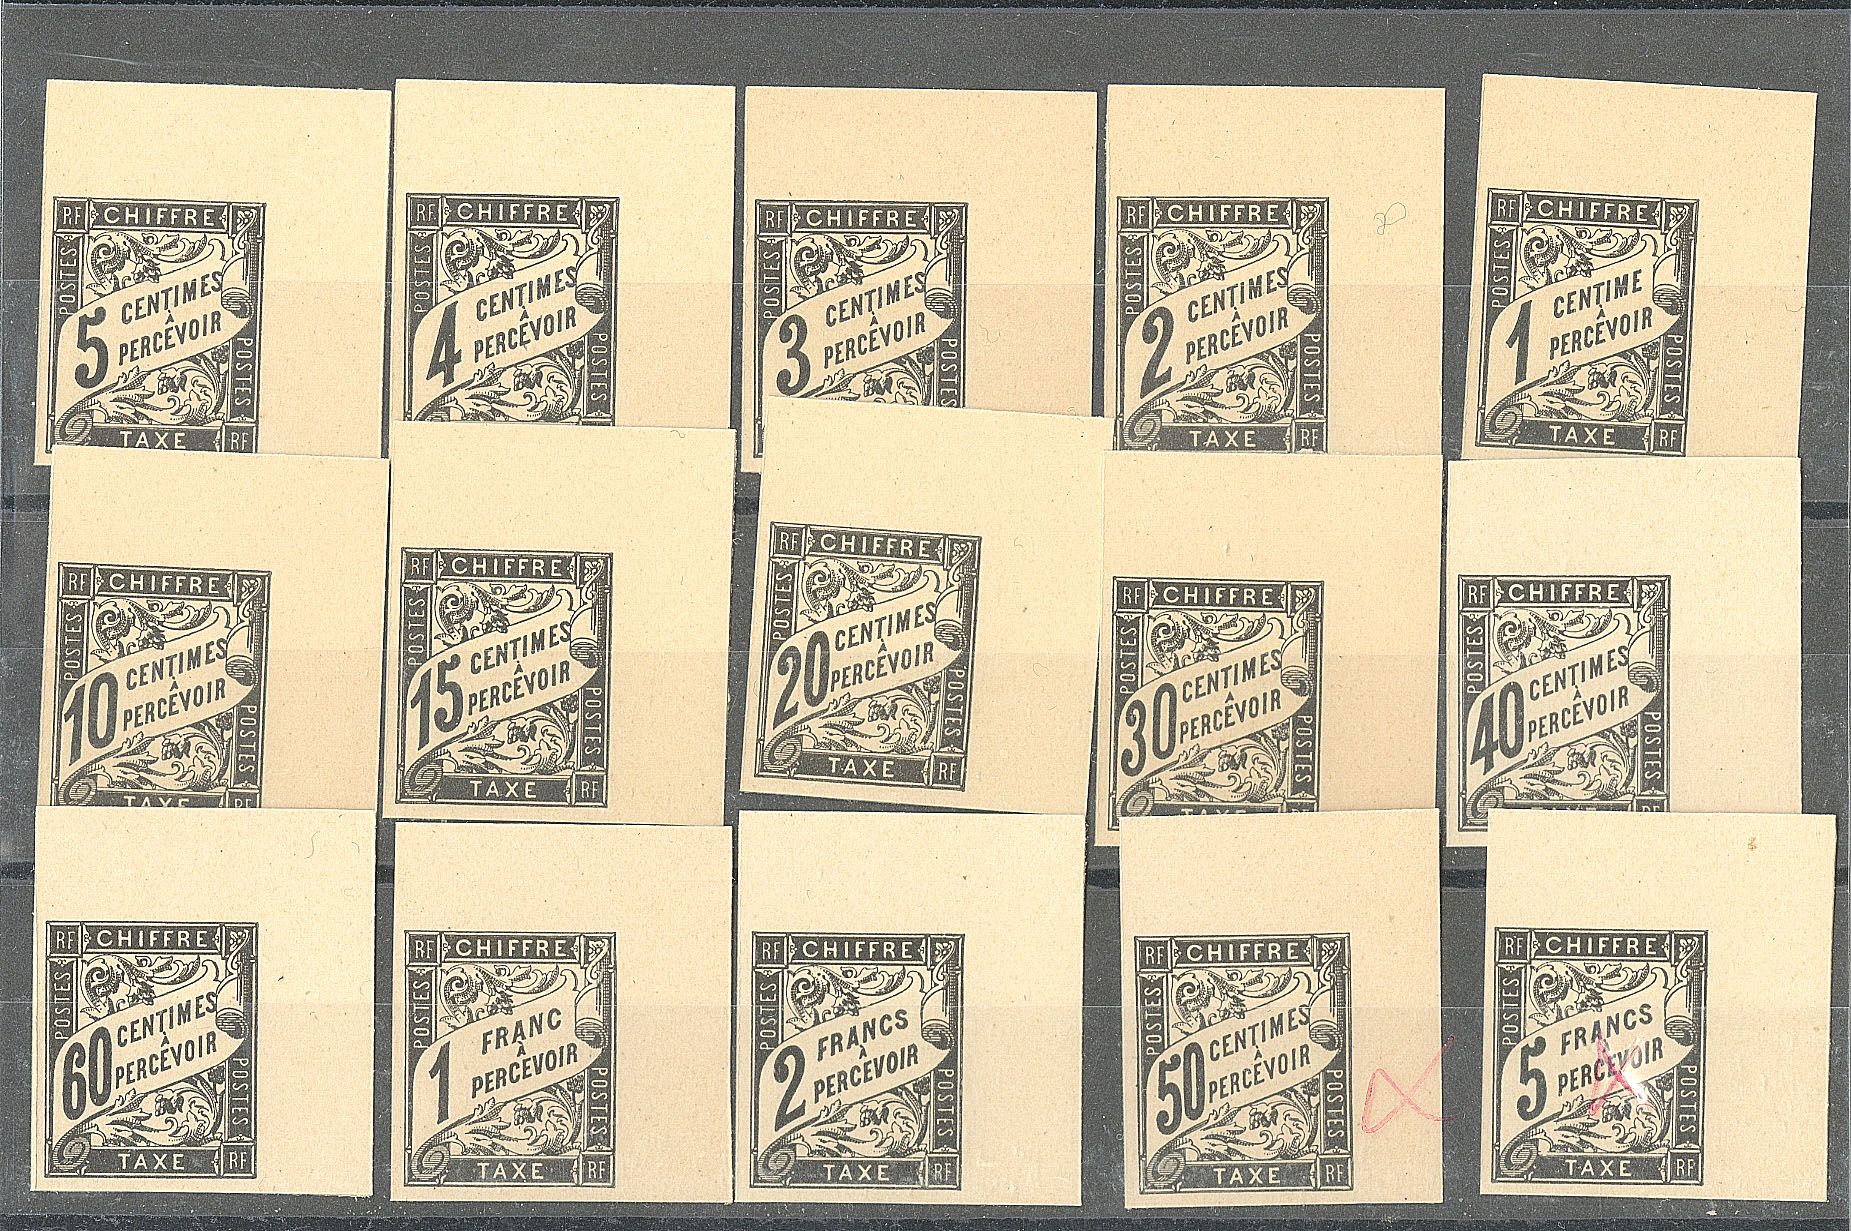 RF CHIFFRE
POSTES
5 CENTIMES
À
PERCEVOIR
POSTES
TAXE RF
RF CHIFFRE
POSTES
4 CENTIMES
À
PERCEVOIR
POSTES
RF CHIFFRE
POSTES
3 CENTIMES
À
PERCEVOIR
POSTES
RF CHIFFRE
POSTES
2 CENTIMES
À
PERCEVOIR
POSTES
TAXE RF
RF CHIFFRE
POSTES
1 CENTIME
À
PERCEVOIR
POSTES
TAXE RF
RF CHIFFRE
POSTES
10 CENTIMES
À
PERCEVOIR
POSTES
TAXE RF
RF CHIFFRE
POSTES
15 CENTIMES
À
PERCEVOIR
POSTES
TAXE RF
RF CHIFFRE
POSTES
20 CENTIMES
À
PERCEVOIR
POSTES
TAXE RF
RF CHIFFRE
POSTES
30 CENTIMES
À
PERCEVOIR
POSTES
TAXE RF
RF CHIFFRE
POSTES
40 CENTIMES
À
PERCEVOIR
POSTES
RF CHIFFRE
POSTES
60 CENTIMES
À
PERCEVOIR
POSTES
TAXE RF
RF CHIFFRE
POSTES
1 FRANC
À
PERCEVOIR
POSTES
TAXE RF
RF CHIFFRE
POSTES
2 FRANCS
À
PERCEVOIR
POSTES
TAXE RF
RF CHIFFRE
POSTES
50 CENTIMES
À
PERCEVOIR
POSTES
TAXE RF
RF CHIFFRE
POSTES
5 FRANCS
PERCEVOIR
POSTES
TAXE RF